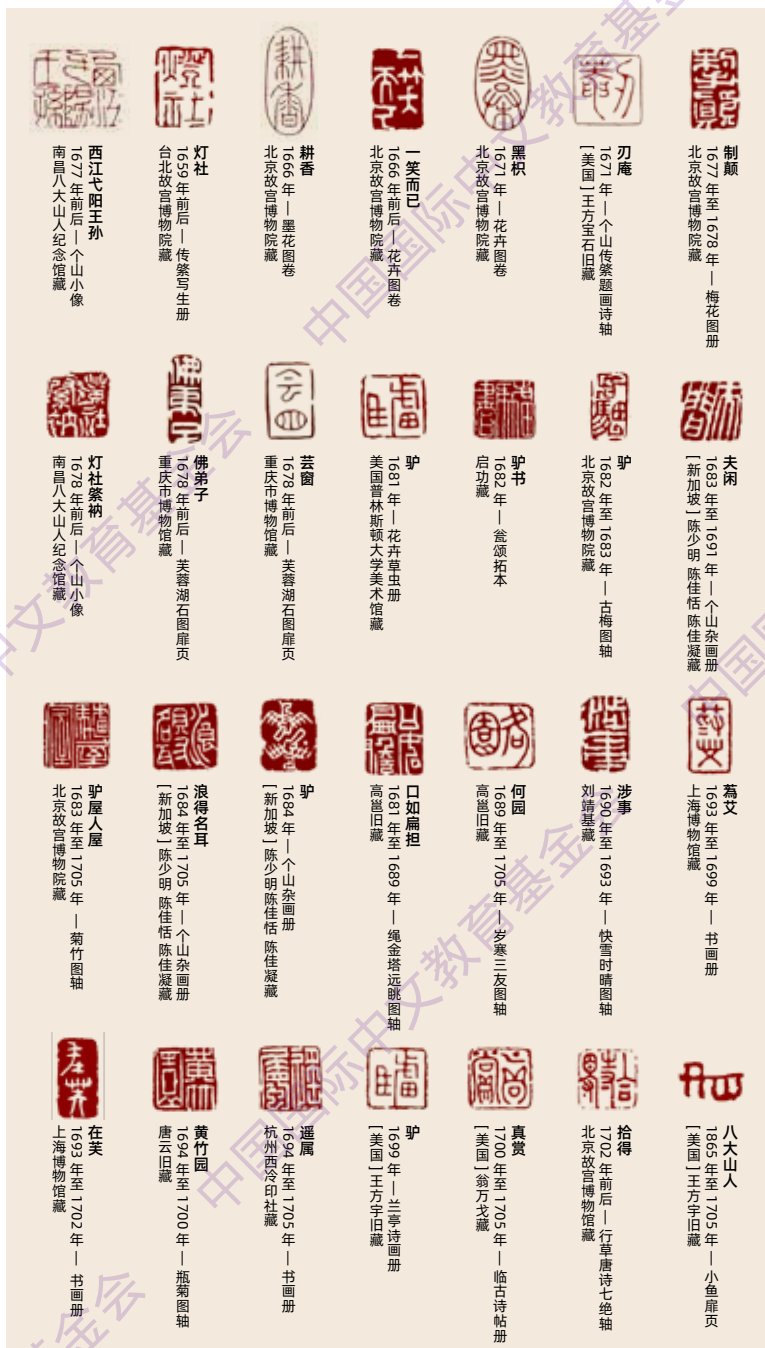 制颠
1677 年至 1678 年 — 梅花图册
北京故宫博物院藏
刃庵
1671 年 — 个山传綮题画诗轴
[ 美国 ] 王方宝石旧藏
黑枳
1671 年 — 花卉图卷
北京故宫博物院藏
一笑而已
1666 年前后 — 花卉图卷
北京故宫博物院藏
耕香
1666 年 — 墨花图卷
北京故宫博物院藏
灯社
1659 年前后 — 传綮写生册
台北故宫博物院藏
西江弋阳王孙
1677 年前后 — 个山小像
南昌八大山人纪念馆藏
夫闲
1683 年至 1691 年 — 个山杂画册
[ 新加坡 ] 陈少明 陈佳恬 陈佳凝藏
驴
1682 年至 1683 年 — 古梅图轴
北京故宫博物院藏
驴书
1682 年 — 瓮颂拓本
启功藏
驴
1681 年 — 花卉草虫册
美国普林斯顿大学美术馆藏
芸窗
1678 年前后 — 芙蓉湖石图扉页
重庆市博物馆藏
佛弟子
1678 年前后 — 芙蓉湖石图扉页
重庆市博物馆藏
灯社綮衲
1678 年前后 — 个山小像
南昌八大山人纪念馆藏
蒍艾
1693 年至 1699 年 — 书画册
上海博物馆藏
涉事
1690 年至 1693 年 — 快雪时晴图轴
刘靖基藏
何园
1689 年至 1705 年 — 岁寒三友图轴
高邕旧藏
口如扁担
1681 年至 1689 年 — 绳金塔远眺图轴
高邕旧藏
驴
1684 年 — 个山杂画册
[ 新加坡 ] 陈少明 陈佳恬 陈佳凝藏
浪得名耳
1684 年至 1705 年 — 个山杂画册
[ 新加坡 ] 陈少明 陈佳恬 陈佳凝藏
驴屋人屋
1683 年至 1705 年 — 菊竹图轴
北京故宫博物院藏
八大山人
1865 年至 1705 年 — 小鱼扉页
[ 美国 ] 王方宇旧藏
拾得
1702 年前后 — 行草唐诗七绝轴
北京故宫博物馆藏
真赏
1700 年至 1705 年 — 临古诗帖册
[ 美国 ] 翁万戈藏
驴
1699 年 — 兰亭诗画册
[ 美国 ] 王方宇旧藏
遥属
1694 年至 1705 年 — 书画册
杭州西泠印社藏
黄竹园
1694 年至 1700 年 — 瓶菊图轴
唐云旧藏
在芙
1693 年至 1702 年 — 书画册
上海博物馆藏
中国国际中文教育基金会